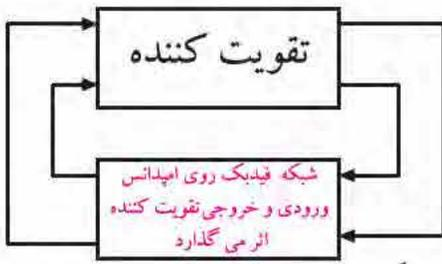 تقویت کننده
شبکه فیدبک روی امپدانس
ورودی و خروجی تقویت کننده
اثر می گذارد